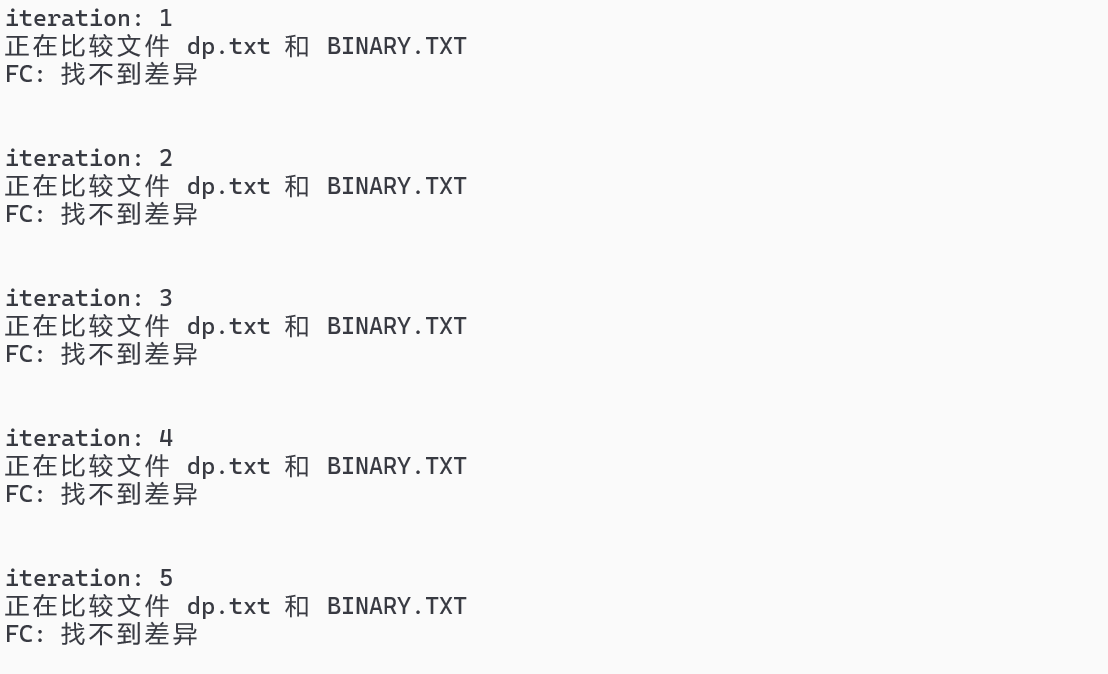 iteration: 1
正在比较文件 dp.txt 和 BINARY.TXT
FC: 找不到差异
iteration: 2
正在比较文件 dp.txt 和 BINARY.TXT
FC: 找不到差异
iteration: 3
正在比较文件 dp.txt 和 BINARY.TXT
FC: 找不到差异
iteration: 4
正在比较文件 dp.txt 和 BINARY.TXT
FC: 找不到差异
iteration: 5
正在比较文件 dp.txt 和 BINARY.TXT
FC: 找不到差异